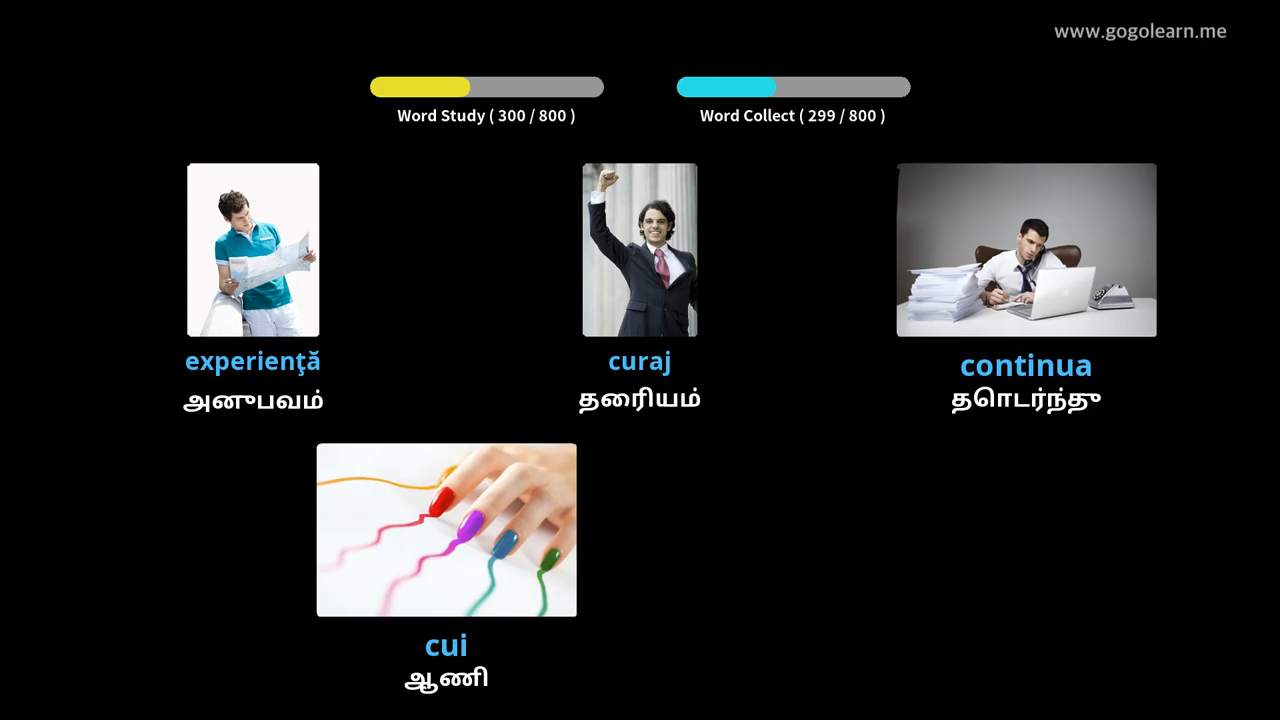 www.gogolearn.me
Word Study ( 300 / 800 )
Word Collect ( 299 / 800 )
experienţă
curaj
continua
அனுபவம்
தைரியம்
தொடர்ந்து
cui
ஆணி